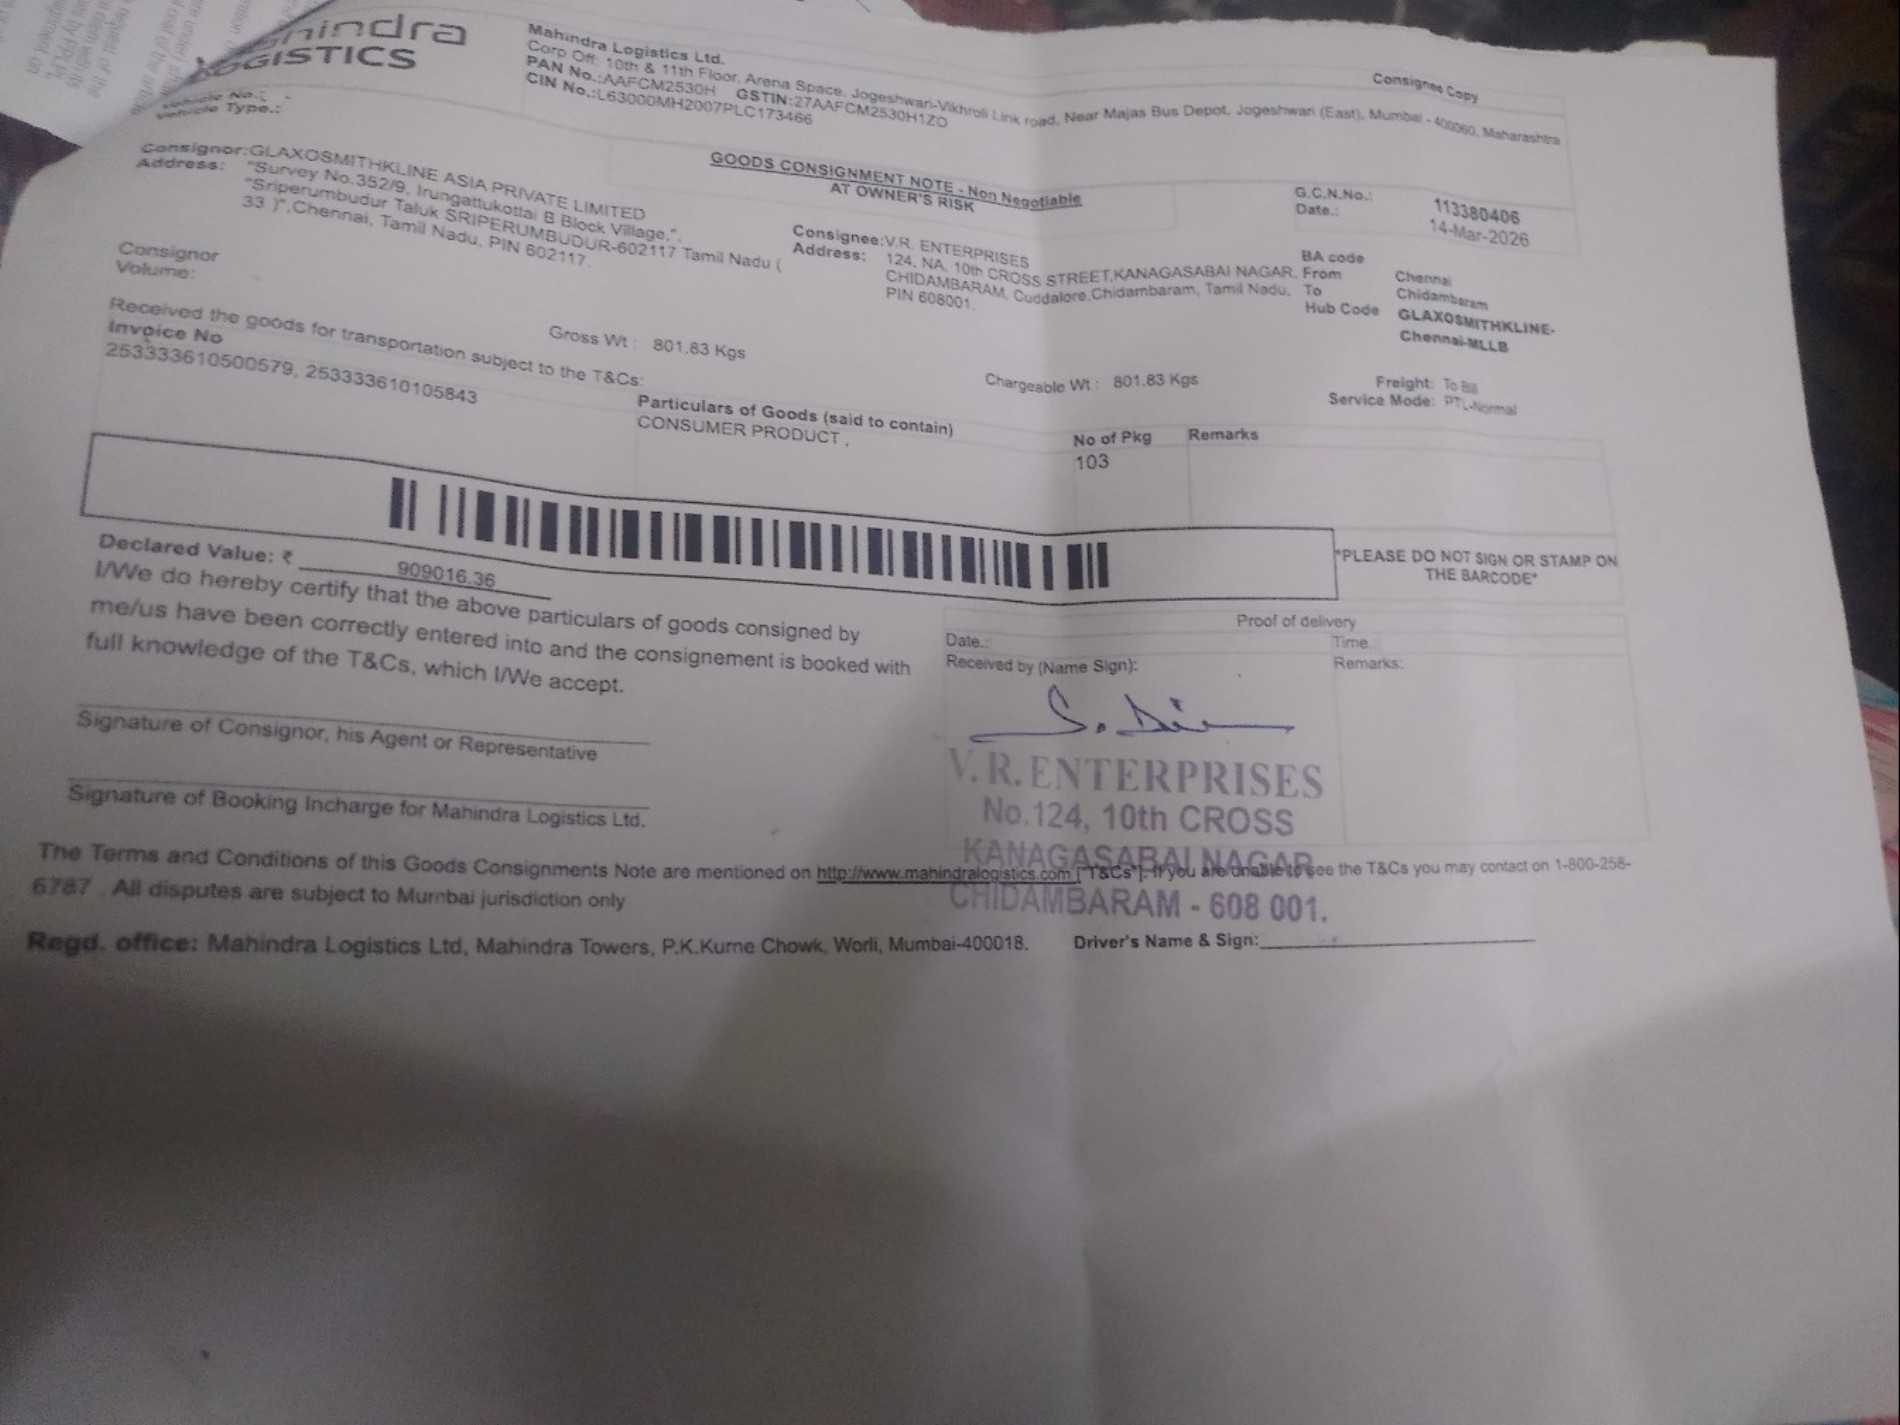 LOGISTICS
Mahindra Logistics Ltd.
Corp Off: 10th & 11th Floor, Arena Space, Jogeshwari-Vikhroli Link road, Near Majas Bus Depot, Jogeshwari (East), Mumbai - 400060, Maharashtra
PAN No.:AAFCM2530H GSTIN:27AAFCM2530H1ZO
CIN No.:L63000MH2007PLC173466
Consignee Copy
Vehicle No.:
Vehicle Type.:
GOODS CONSIGNMENT NOTE - Non Negotiable
AT OWNER'S RISK
G.C.N.No.: 113380406
Date.: 14-Mar-2026
Consignor:GLAXOSMITHKLINE ASIA PRIVATE LIMITED
Address: "Survey No.352/9, Irungattukottai B Block Village,",
"Sriperumbudur Taluk SRIPERUMBUDUR-602117 Tamil Nadu (
33 )",Chennai, Tamil Nadu, PIN 602117.
Consignee:V.R. ENTERPRISES
Address: 124, NA, 10th CROSS STREET,KANAGASABAI NAGAR,
CHIDAMBARAM, Cuddalore,Chidambaram, Tamil Nadu,
PIN 608001.
BA code
From Chennai
To Chidambaram
Hub Code GLAXOSMITHKLINE-
Chennai-MLLB
Consignor
Volume:
Gross Wt : 801.83 Kgs
Chargeable Wt : 801.83 Kgs
Freight: To Bill
Service Mode: PTL-Normal
Received the goods for transportation subject to the T&Cs:
Invoice No
253333610500579, 253333610105843
Particulars of Goods (said to contain)
CONSUMER PRODUCT ,
No of Pkg
103
Remarks
*PLEASE DO NOT SIGN OR STAMP ON
THE BARCODE*
Declared Value: ₹ 909016.36
I/We do hereby certify that the above particulars of goods consigned by
me/us have been correctly entered into and the consignement is booked with
full knowledge of the T&Cs, which I/We accept.
Proof of delivery
Date.:
Time
Received by (Name Sign):
Remarks:
Signature of Consignor, his Agent or Representative
V.R.ENTERPRISES
No.124, 10th CROSS
KANAGASABAI NAGAR
CHIDAMBARAM - 608 001.
Signature of Booking Incharge for Mahindra Logistics Ltd.
The Terms and Conditions of this Goods Consignments Note are mentioned on http://www.mahindralogistics.com ["T&Cs"]. If you are unable to see the T&Cs you may contact on 1-800-258-
6787 . All disputes are subject to Mumbai jurisdiction only
Regd. office: Mahindra Logistics Ltd, Mahindra Towers, P.K.Kurne Chowk, Worli, Mumbai-400018.
Driver's Name & Sign: